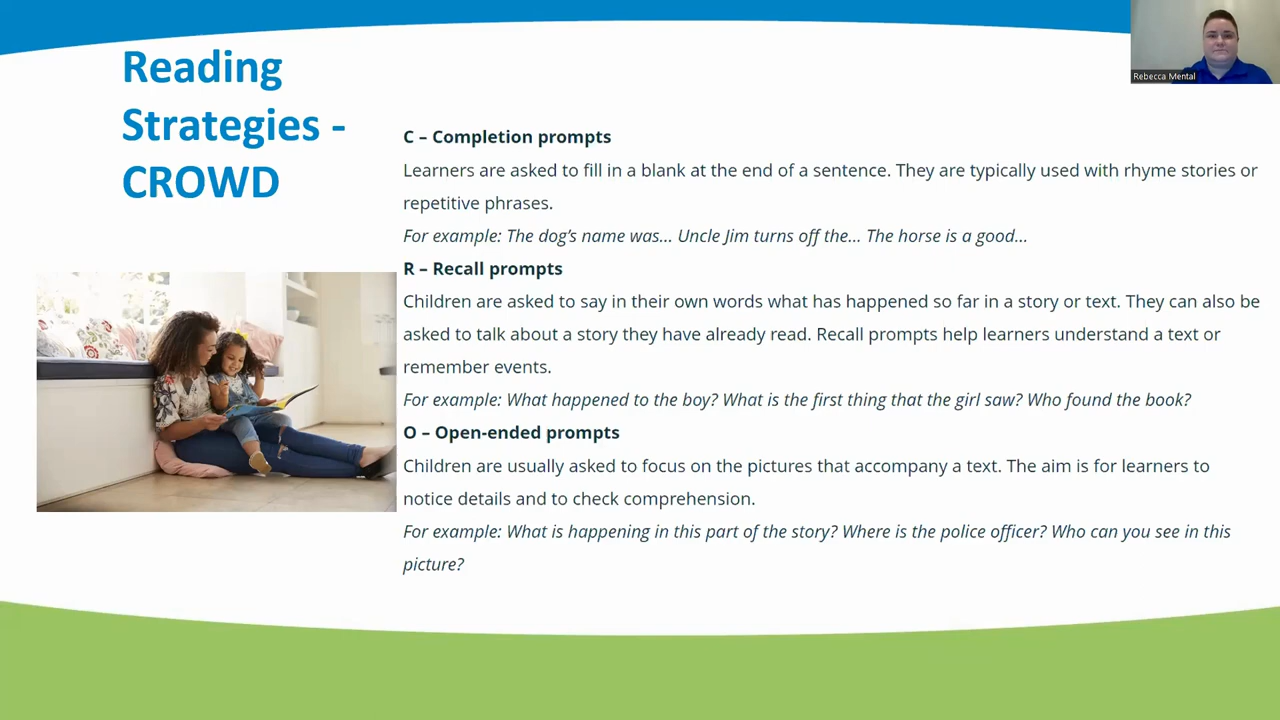 Reading
Strategies -
CROWD
Rebecca Mental
C – Completion prompts
Learners are asked to fill in a blank at the end of a sentence. They are typically used with rhyme stories or
repetitive phrases.
For example: The dog’s name was… Uncle Jim turns off the… The horse is a good…
R – Recall prompts
Children are asked to say in their own words what has happened so far in a story or text. They can also be
asked to talk about a story they have already read. Recall prompts help learners understand a text or
remember events.
For example: What happened to the boy? What is the first thing that the girl saw? Who found the book?
O – Open-ended prompts
Children are usually asked to focus on the pictures that accompany a text. The aim is for learners to
notice details and to check comprehension.
For example: What is happening in this part of the story? Where is the police officer? Who can you see in this
picture?